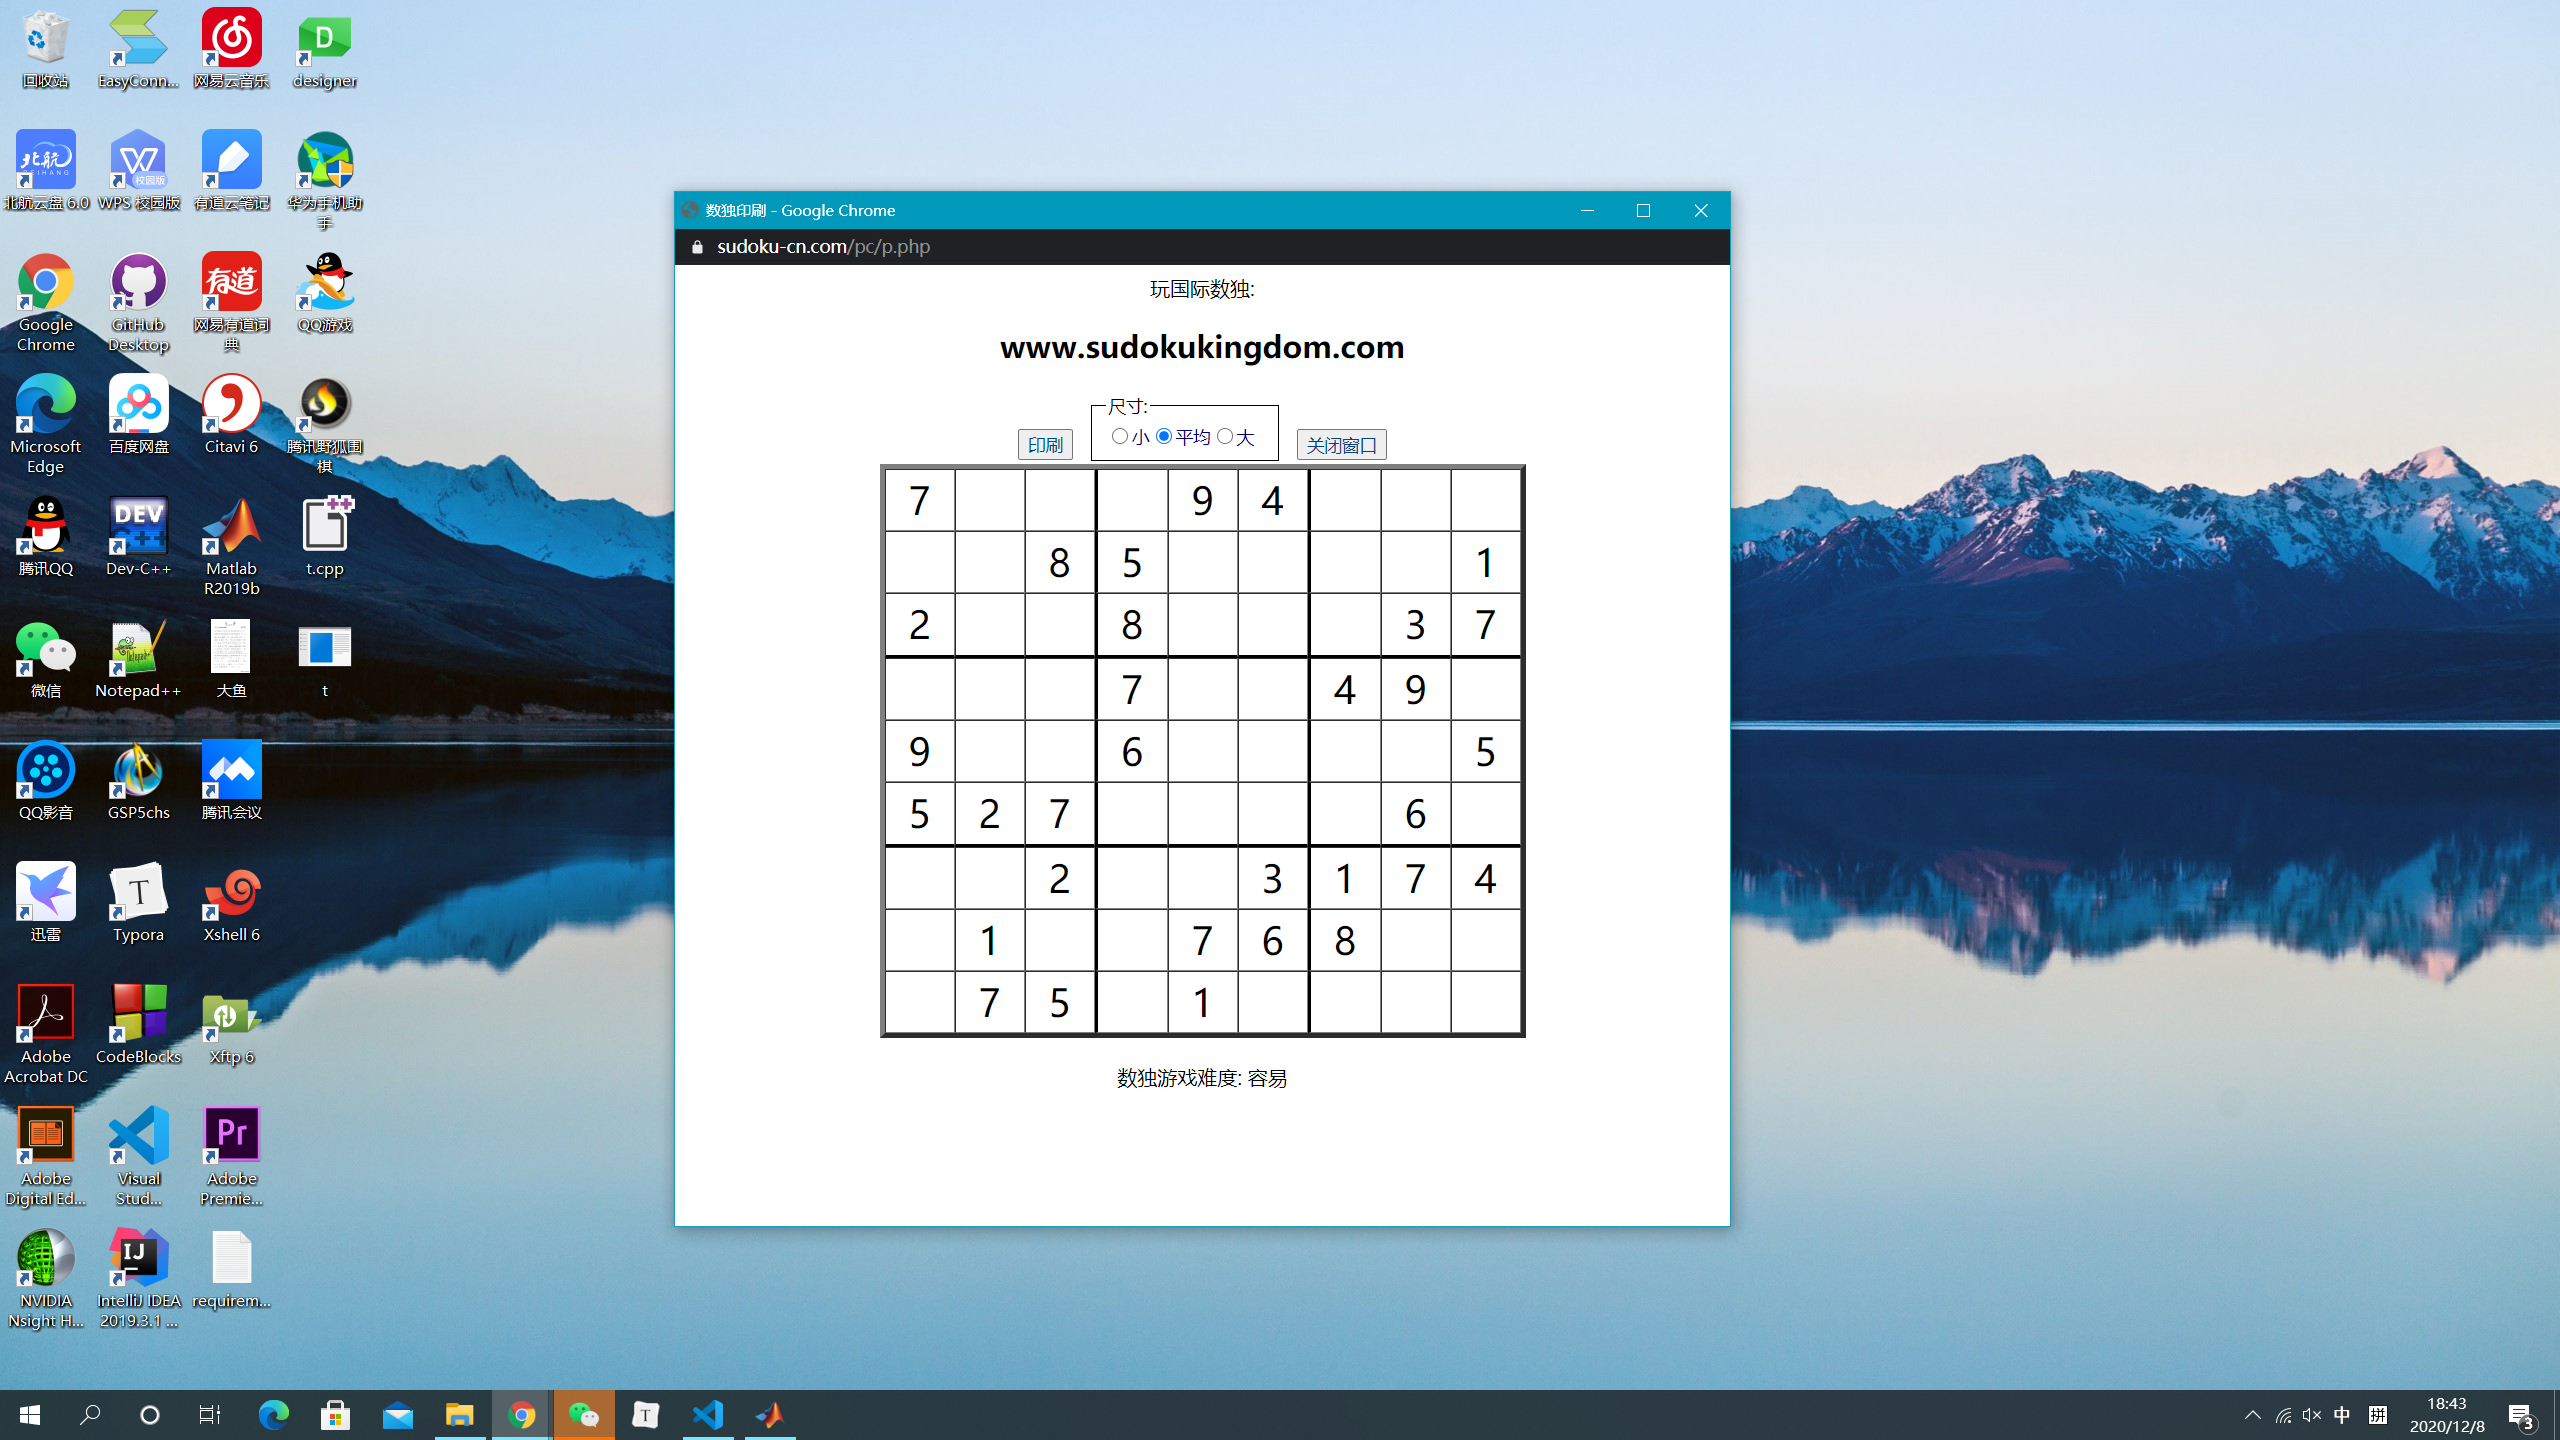 回收站
EasyConn...
网易云音乐
designer
北航云盘 6.0
WPS 校园版
有道云笔记
华为手机助
手
Google
Chrome
GitHub
Desktop
网易有道词
典
QQ游戏
Microsoft
Edge
百度网盘
Citavi 6
腾讯野狐围
棋
腾讯QQ
Dev-C++
Matlab
R2019b
t.cpp
微信
Notepad++
大鱼
t
QQ影音
GSP5chs
腾讯会议
迅雷
Typora
Xshell 6
Adobe
Acrobat DC
CodeBlocks
Xftp 6
Adobe
Digital Ed...
Visual
Stud...
Adobe
Premie...
NVIDIA
Nsight H...
IntelliJ IDEA
2019.3.1 ...
requirem...
数独印刷 - Google Chrome
sudoku-cn.com/pc/p.php
玩国际数独:
www.sudokukingdom.com
印刷
尺寸:
小 平均 大
关闭窗口
7 9 4
8 5 1
2 8 3 7
7 4 9
9 6 5
5 2 7 6
2 3 1 7 4
1 7 6 8
7 5 1
数独游戏难度: 容易
中
拼
18:43
2020/12/8
3